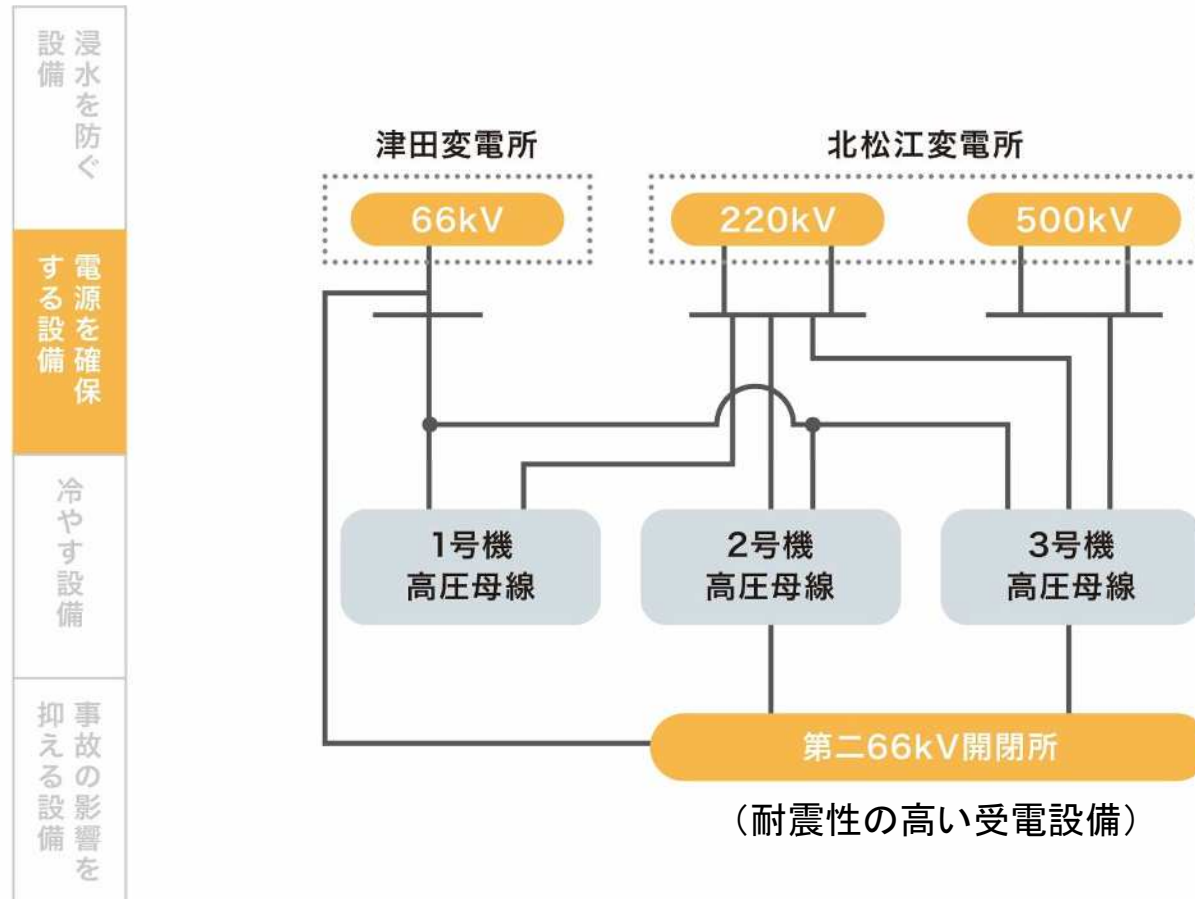 浸水を防ぐ
設備
電源を確保
する設備
冷やす設備
事故の影響を
抑える設備
津田変電所
北松江変電所
66kV
220kV
500kV
1号機
高圧母線
2号機
高圧母線
3号機
高圧母線
第二66kV開閉所
（耐震性の高い受電設備）